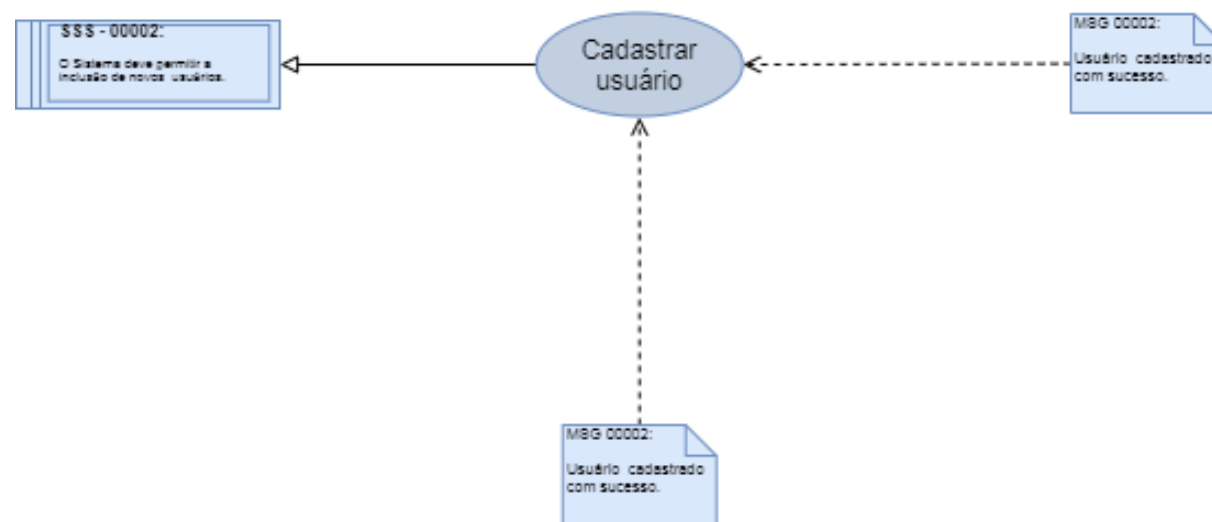 SSS - 00002:
O Sistema deve permitir a
inclusão de novos usuários.
Cadastrar
usuário
MSG 00002:
Usuário cadastrado
com sucesso.
MSG 00002:
Usuário cadastrado
com sucesso.